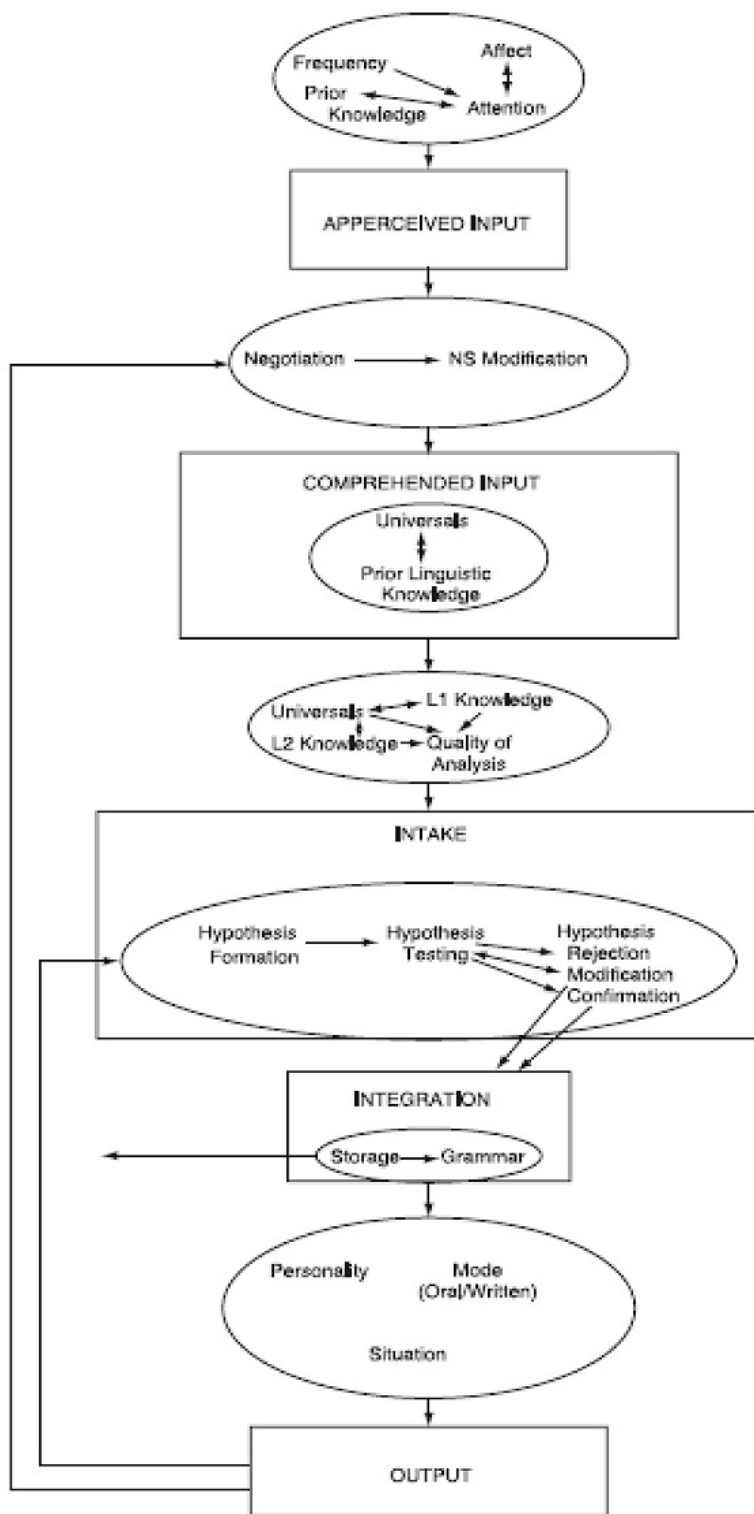 Affect
Frequency
Prior
Knowledge
Attention
APPERCEIVED INPUT
Negotiation
NS Modification
COMPREHENDED INPUT
Universals
Prior Linguistic
Knowledge
L1 Knowledge
Universals
L2 Knowledge
Quality of
Analysis
INTAKE
Hypothesis
Formation
Hypothesis
Testing
Hypothesis
Rejection
Modification
Confirmation
INTEGRATION
Storage
Grammar
Personality
Mode
(Oral/Written)
Situation
OUTPUT